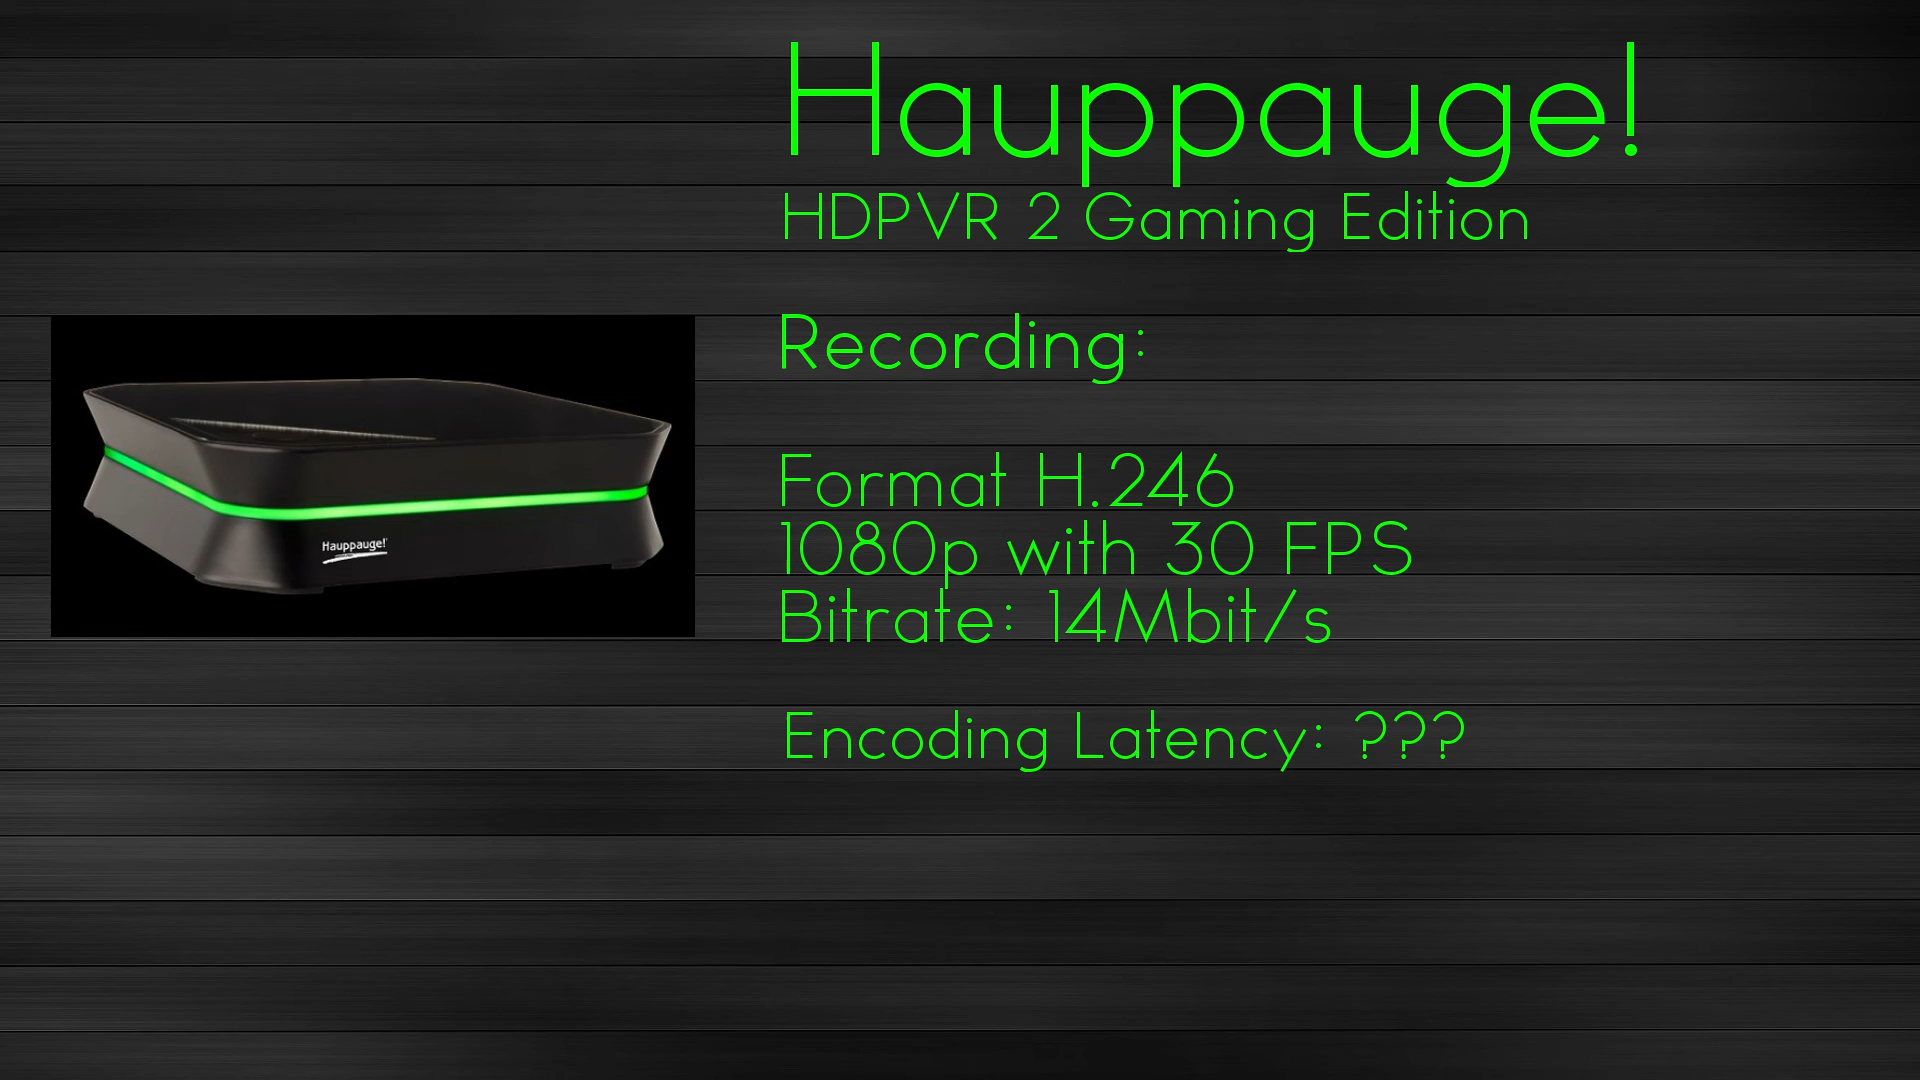 Hauppauge!
HDPVR 2 Gaming Edition
Recording:
Format H.246
1080p with 30 FPS
Bitrate: 14Mbit/s
Encoding Latency: ???
Hauppauge!